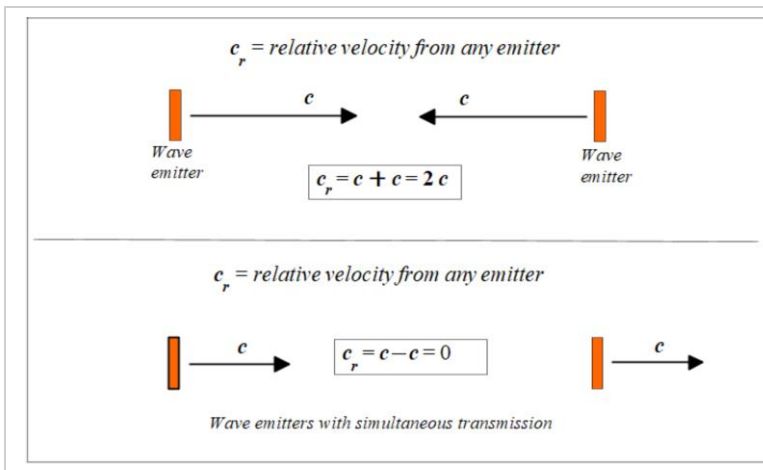 c_r = relative velocity from any emitter
c
c
Wave
emitter
Wave
emitter
c_r = c + c = 2 c
c_r = relative velocity from any emitter
c
c_r = c − c = 0
c
Wave emitters with simultaneous transmission